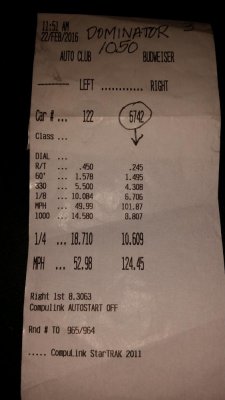 11:51 AM
22/FEB/2016
DOMINATOR
1050
AUTO CLUB BUDWEISER
LEFT ............ RIGHT
Car # ... 122 6742
Class ...
DIAL ...
R/T ... .450 .245
60' ... 1.578 1.495
330 ... 5.500 4.308
1/8 ... 10.084 6.706
MPH ... 49.99 101.87
1000 ... 14.580 8.807
1/4 ... 18.710 10.609
MPH ... 52.98 124.45
Right 1st 8.3063
Compulink AUTOSTART OFF
Rnd # TO 965/964
..... CompuLink StarTRAK 2011